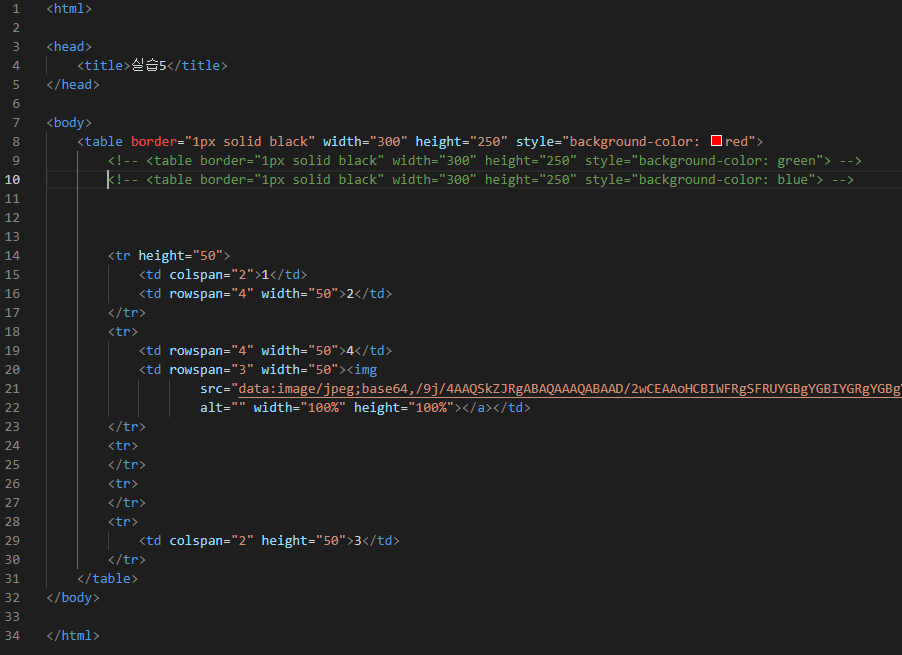 1 <html>
2
3 <head>
4 <title>실습5</title>
5 </head>
6
7 <body>
8 <table border="1px solid black" width="300" height="250" style="background-color: red">
9 <!-- <table border="1px solid black" width="300" height="250" style="background-color: green"> -->
10 <!-- <table border="1px solid black" width="300" height="250" style="background-color: blue"> -->
11
12
13
14 <tr height="50">
15 <td colspan="2">1</td>
16 <td rowspan="4" width="50">2</td>
17 </tr>
18 <tr>
19 <td rowspan="4" width="50">4</td>
20 <td rowspan="3" width="50"><img
21 src="data:image/jpeg;base64,/9j/4AAQSkZJRgABAQAAAQABAAD/2wCEAAoHCBIWFRgSFRUYGBgYGBIYGRgYGBgY
22 alt="" width="100%" height="100%"></a></td>
23 </tr>
24 <tr>
25 </tr>
26 <tr>
27 </tr>
28 <tr>
29 <td colspan="2" height="50">3</td>
30 </tr>
31 </table>
32 </body>
33
34 </html>